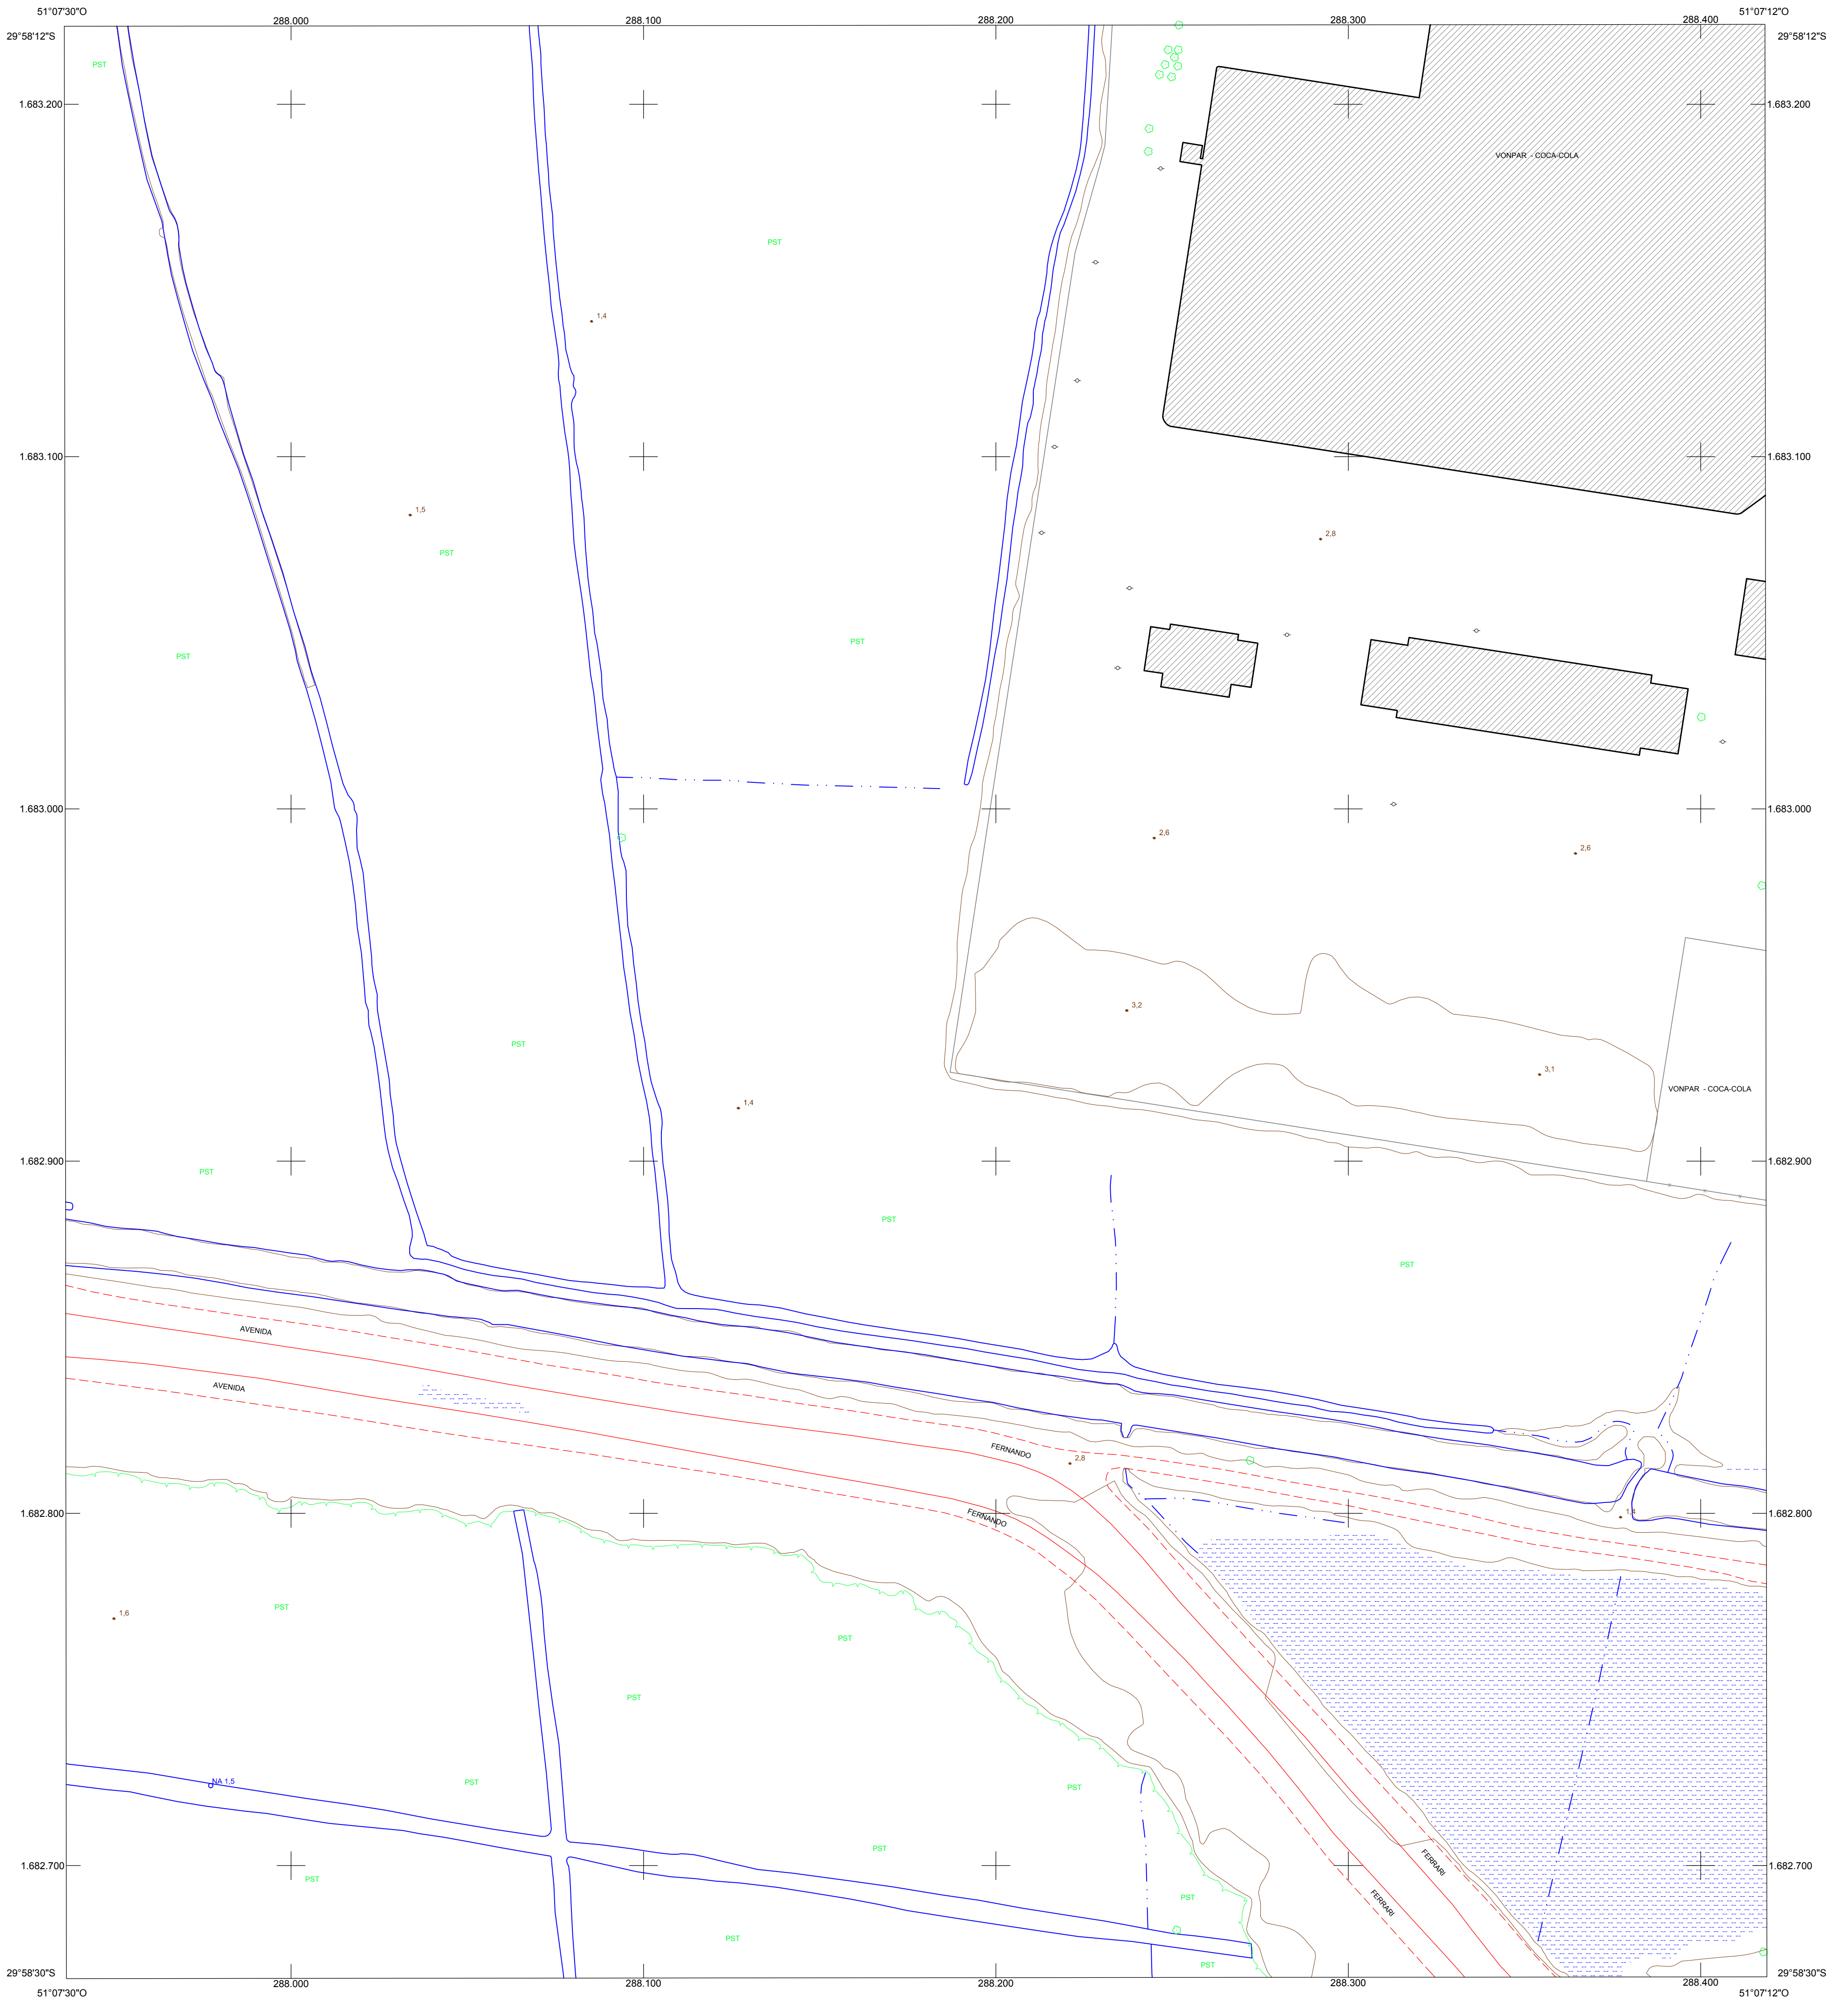 51°07'30"O
288.000
288.100
288.200
288.300
288.400
51°07'12"O
29°58'12"S
29°58'12"S
PST
1.683.200
1.683.200
VONPAR - COCA-COLA
PST
1,4
1.683.100
1.683.100
1,5
PST
2,8
PST
PST
1.683.000
1.683.000
2,6
2,6
3,2
PST
3,1
VONPAR - COCA-COLA
1,4
1.682.900
1.682.900
PST
PST
PST
AVENIDA
AVENIDA
FERNANDO
2,8
1.682.800
FERNANDO
1,4
1.682.800
PST
1,6
PST
PST
NA 1,5
PST
PST
PST
1.682.700
FERRARI
1.682.700
PST
PST
FERRARI
PST
PST
29°58'30"S
29°58'30"S
288.000
288.100
288.200
288.300
288.400
51°07'30"O
51°07'12"O